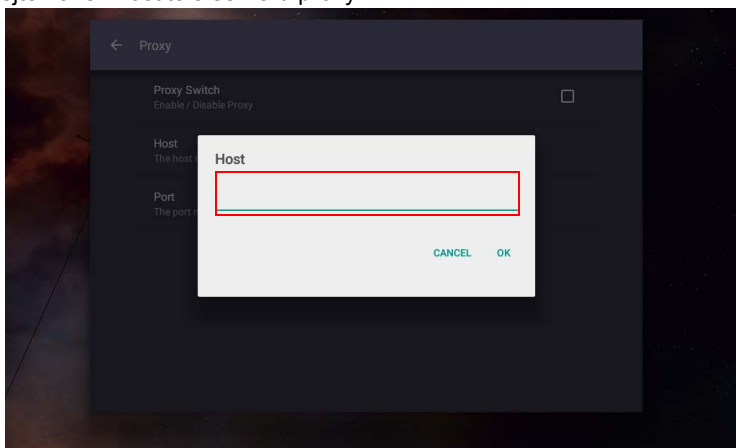 Proxy
Proxy Switch
Enable / Disable Proxy
Host
The host
Port
The port
Host
CANCEL
OK